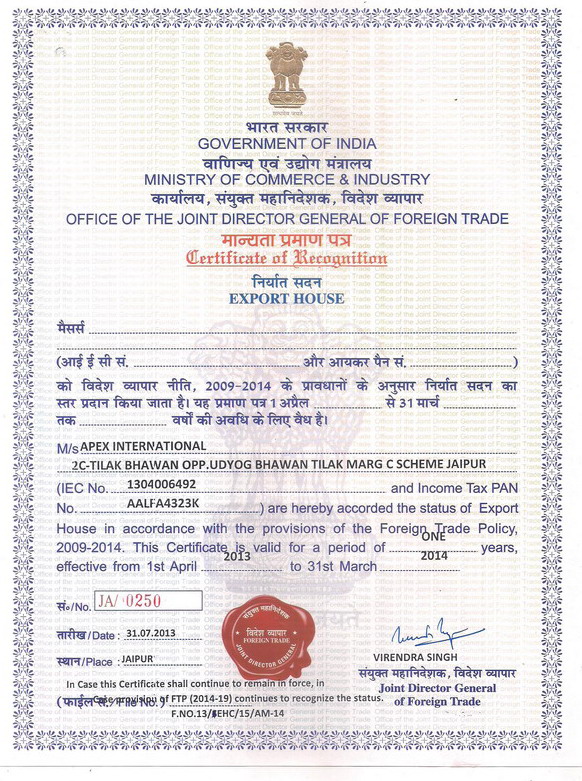 भारत सरकार
GOVERNMENT OF INDIA
वाणिज्य एवं उद्योग मंत्रालय
MINISTRY OF COMMERCE & INDUSTRY
कार्यालय, संयुक्त महानिदेशक, विदेश व्यापार
OFFICE OF THE JOINT DIRECTOR GENERAL OF FOREIGN TRADE
मान्यता प्रमाण पत्र
Certificate of Recognition
निर्यात सदन
EXPORT HOUSE
मैसर्स
(आई ई सी सं. और आयकर पैन सं. )
को विदेश व्यापार नीति, 2009-2014 के प्रावधानों के अनुसार निर्यात सदन का
स्तर प्रदान किया जाता है। यह प्रमाण पत्र 1 अप्रैल से 31 मार्च
तक वर्षों की अवधि के लिए वैध है।
M/s APEX INTERNATIONAL
2C-TILAK BHAWAN OPP.UDYOG BHAWAN TILAK MARG C SCHEME JAIPUR
(IEC No. 1304006492 and Income Tax PAN
No. AALFA4323K ) are hereby accorded the status of Export
House in accordance with the provisions of the Foreign Trade Policy,
2009-2014. This Certificate is valid for a period of ONE years,
effective from 1st April 2013 to 31st March 2014
सं०/No. JA/ 0250
तारीख/Date : 31.07.2013
स्थान/Place : JAIPUR
संयुक्त महानिदेशक
विदेश व्यापार
FOREIGN TRADE
JOINT DIRECTOR GENERAL
VIRENDRA SINGH
संयुक्त महानिदेशक, विदेश व्यापार
Joint Director General
of Foreign Trade
In Case this Certificate shall continue to remain in force, in
(फाईल सं./File No.) Case provision of FTP (2014-19) continues to recognize the status.
F.NO.13/EHC/15/AM-14